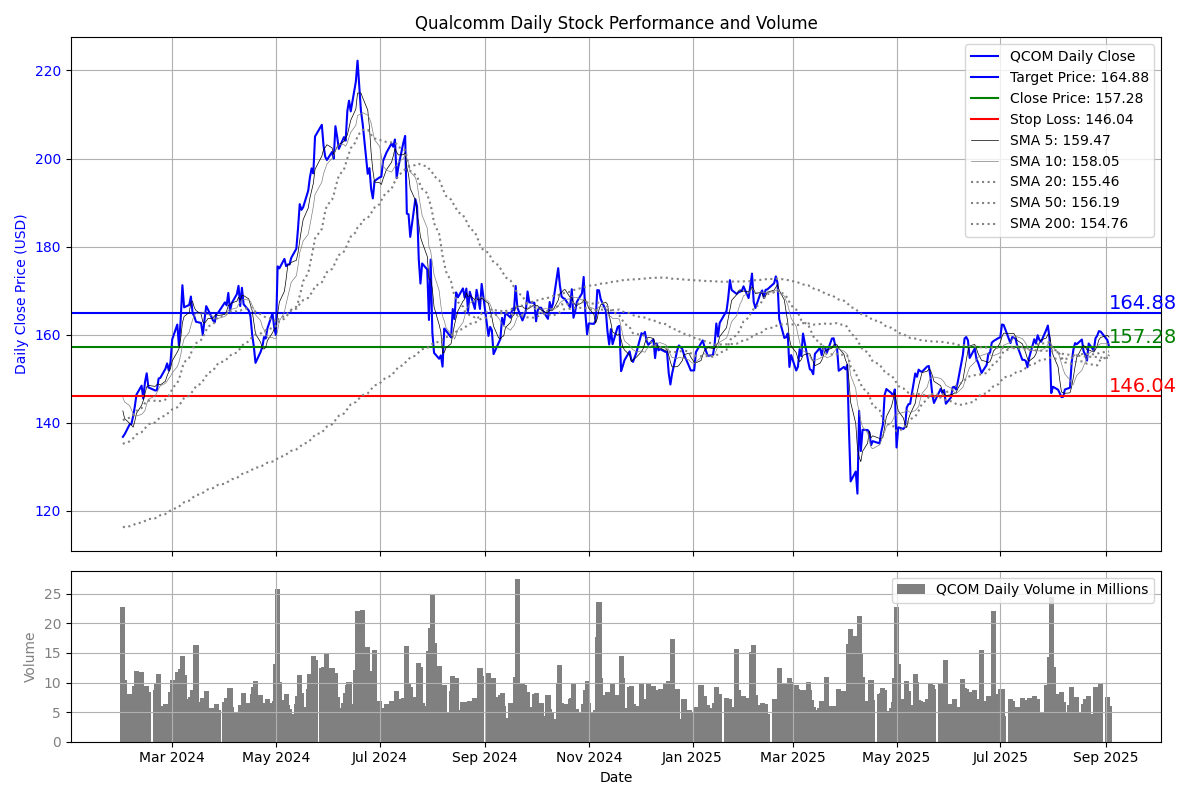 Qualcomm Daily Stock Performance and Volume
Daily Close Price (USD)
220
200
180
160
140
120
QCOM Daily Close
Target Price: 164.88
Close Price: 157.28
Stop Loss: 146.04
SMA 5: 159.47
SMA 10: 158.05
SMA 20: 155.46
SMA 50: 156.19
SMA 200: 154.76
164.88
157.28
146.04
Volume
25
20
15
10
5
0
QCOM Daily Volume in Millions
Mar 2024 May 2024 Jul 2024 Sep 2024 Nov 2024 Jan 2025 Mar 2025 May 2025 Jul 2025 Sep 2025
Date